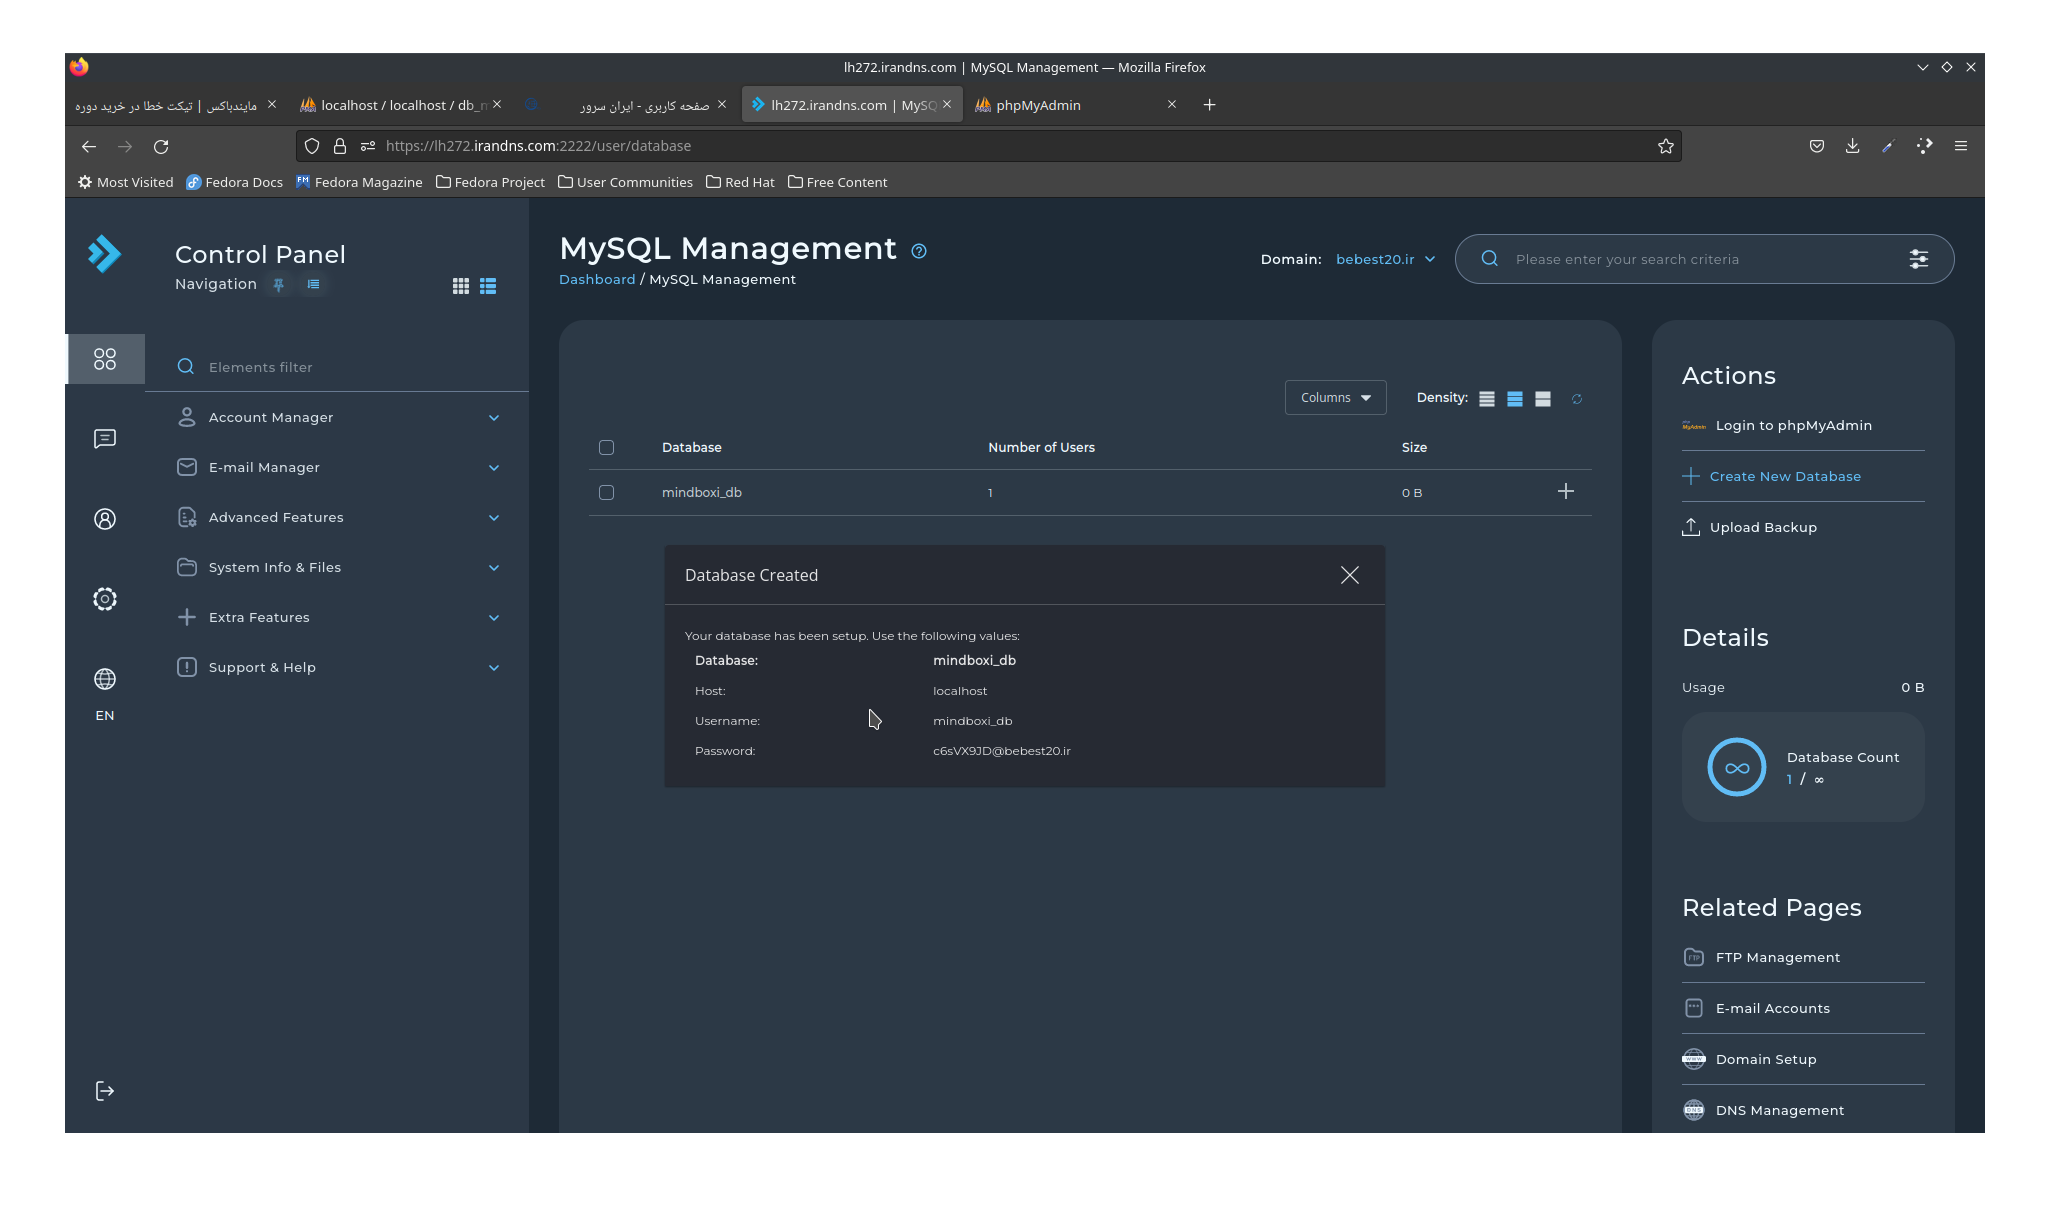 lh272.irandns.com | MySQL Management — Mozilla Firefox
مایندباکس | تیکت خطا در خرید دوره
localhost / localhost / db_m
صفحه کاربری - ایران سرور
lh272.irandns.com | MySQ
phpMyAdmin
https://lh272.irandns.com:2222/user/database
Most Visited Fedora Docs Fedora Magazine Fedora Project User Communities Red Hat Free Content
Control Panel
Navigation
EN
Elements filter
Account Manager
E-mail Manager
Advanced Features
System Info & Files
Extra Features
Support & Help
MySQL Management
Dashboard / MySQL Management
Domain: bebest20.ir
Please enter your search criteria
Columns Density:
Database Number of Users Size
mindboxi_db 1 0 B
Database Created
Your database has been setup. Use the following values:
Database: mindboxi_db
Host: localhost
Username: mindboxi_db
Password: c6sVX9JD@bebest20.ir
Actions
Login to phpMyAdmin
Create New Database
Upload Backup
Details
Usage 0 B
Database Count
1 / ∞
Related Pages
FTP Management
E-mail Accounts
Domain Setup
DNS Management